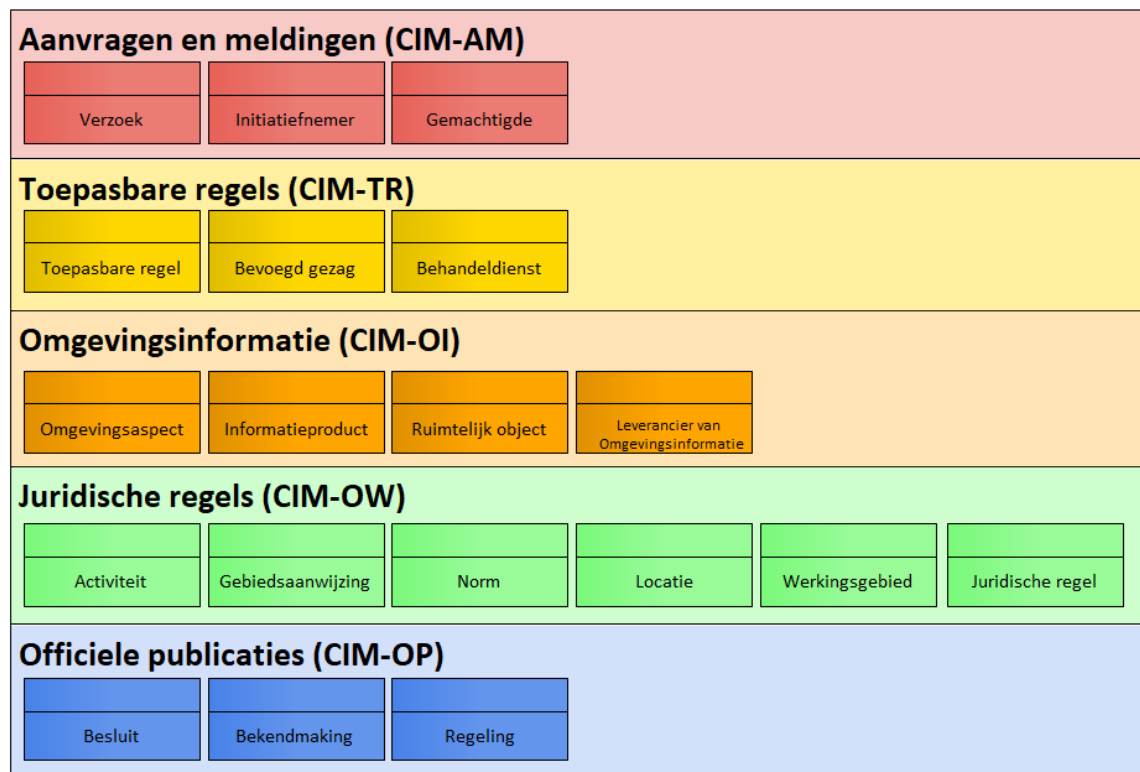 Aanvragen en meldingen (CIM-AM)
Verzoek
Initiatiefnemer
Gemachtigde
Toepasbare regels (CIM-TR)
Toepasbare regel
Bevoegd gezag
Behandeldienst
Omgevingsinformatie (CIM-OI)
Omgevingsaspect
Informatieproduct
Ruimtelijk object
Leverancier van
Omgevingsinformatie
Juridische regels (CIM-OW)
Activiteit
Gebiedsaanwijzing
Norm
Locatie
Werkingsgebied
Juridische regel
Officiele publicaties (CIM-OP)
Besluit
Bekendmaking
Regeling